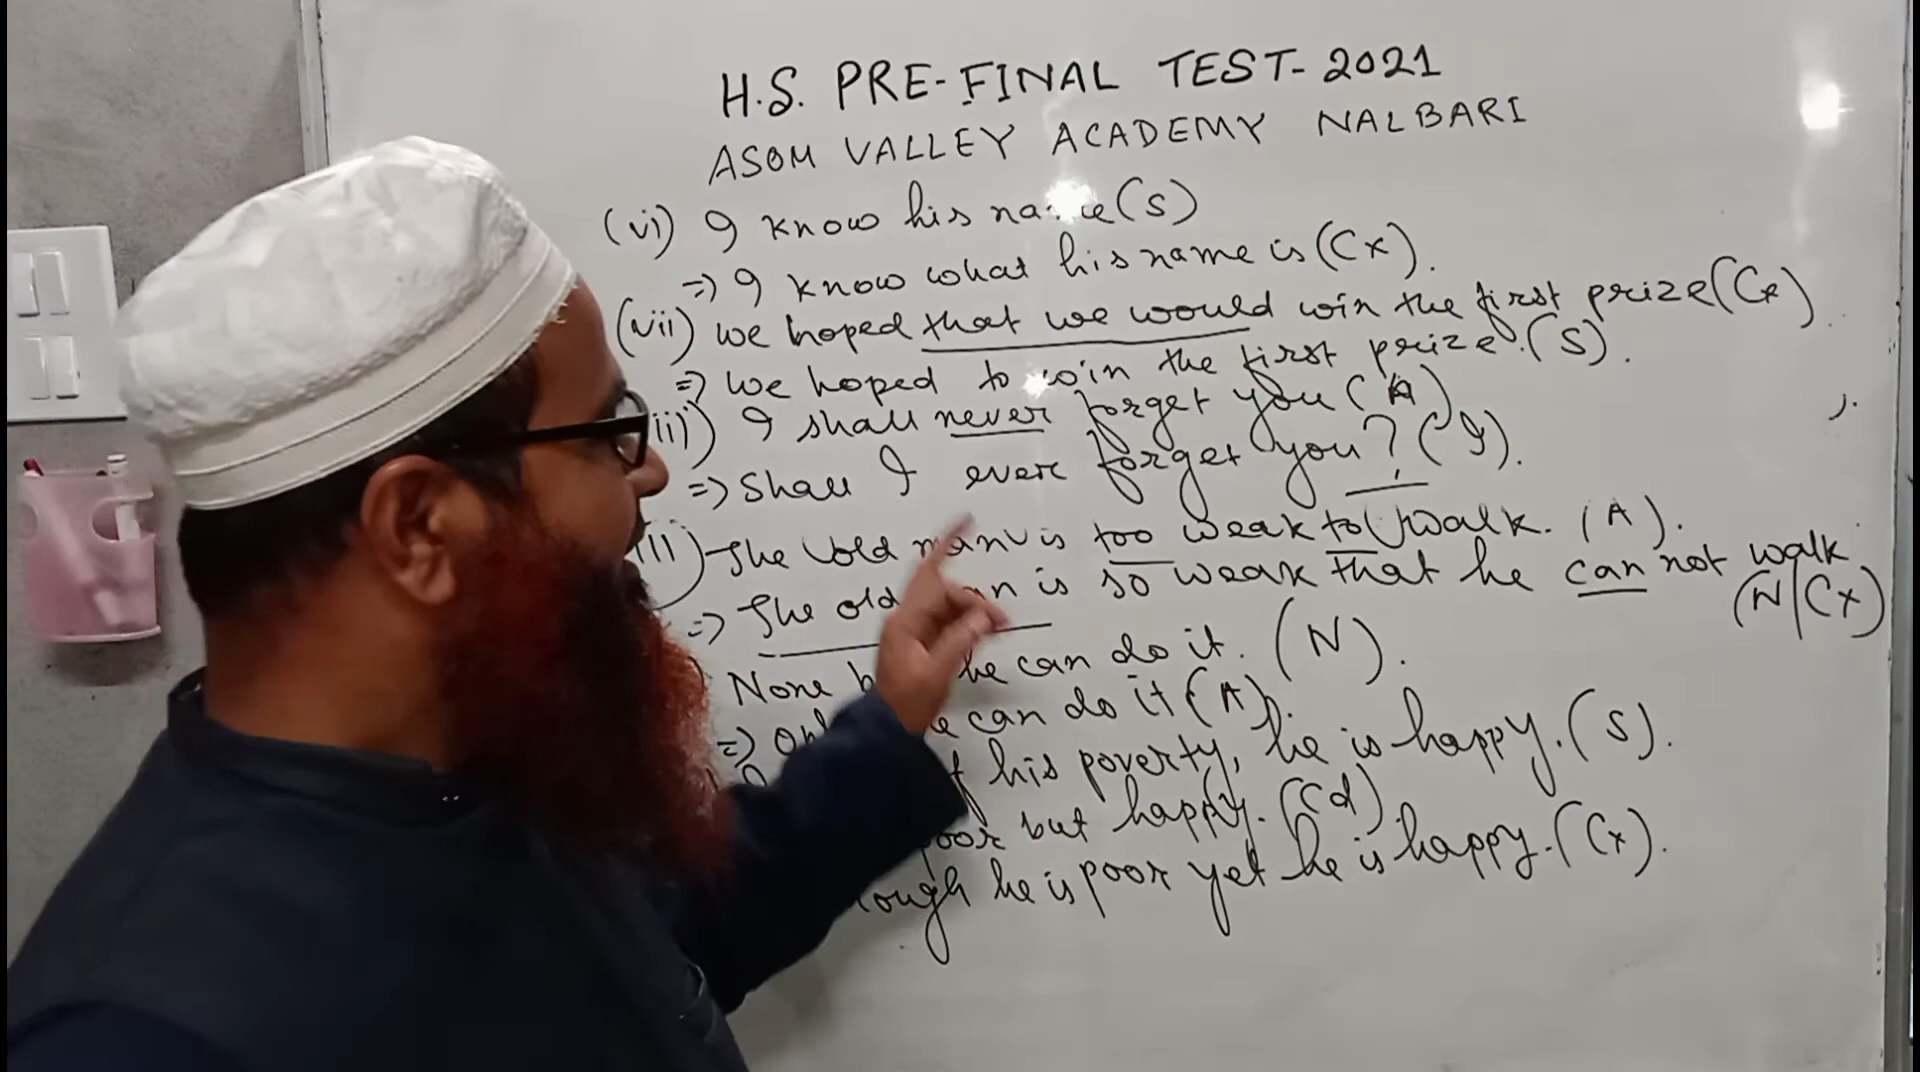 H.S. PRE-FINAL TEST-2021
ASOM VALLEY ACADEMY NALBARI
(vi) I know his (S)
=> I know what his name is (Cx).
(vii) We hoped that we would win the first prize (Cx)
=> We hoped to win the first prize. (S).
ii) I shall never forget you (A)
=> Shall I ever forget you? (I).
The old man is too weak to walk. (A).
=> The old is so weak that he can not walk
(N/Cx)
None he can do it. (N).
=> can do it (A).
his poverty, he is happy. (S).
but happy. (Cd).
he is poor yet he is happy. (Cx).